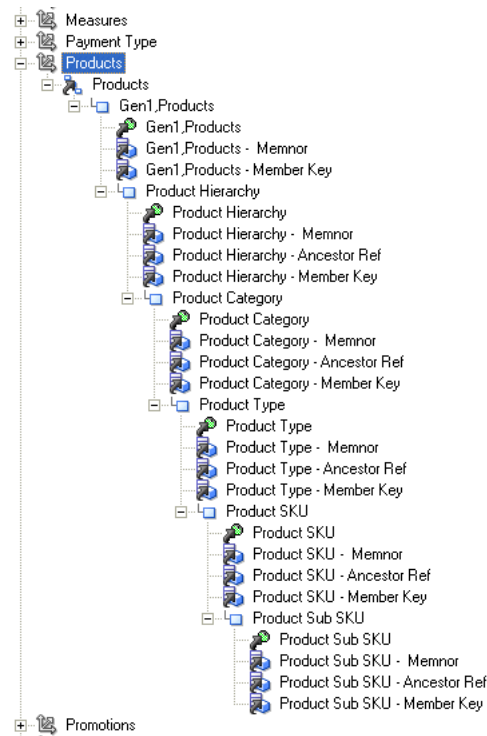 Measures
Payment Type
Products
Products
Gen1,Products
Gen1,Products
Gen1,Products - Memnor
Gen1,Products - Member Key
Product Hierarchy
Product Hierarchy
Product Hierarchy - Memnor
Product Hierarchy - Ancestor Ref
Product Hierarchy - Member Key
Product Category
Product Category
Product Category - Memnor
Product Category - Ancestor Ref
Product Category - Member Key
Product Type
Product Type
Product Type - Memnor
Product Type - Ancestor Ref
Product Type - Member Key
Product SKU
Product SKU
Product SKU - Memnor
Product SKU - Ancestor Ref
Product SKU - Member Key
Product Sub SKU
Product Sub SKU
Product Sub SKU - Memnor
Product Sub SKU - Ancestor Ref
Product Sub SKU - Member Key
Promotions